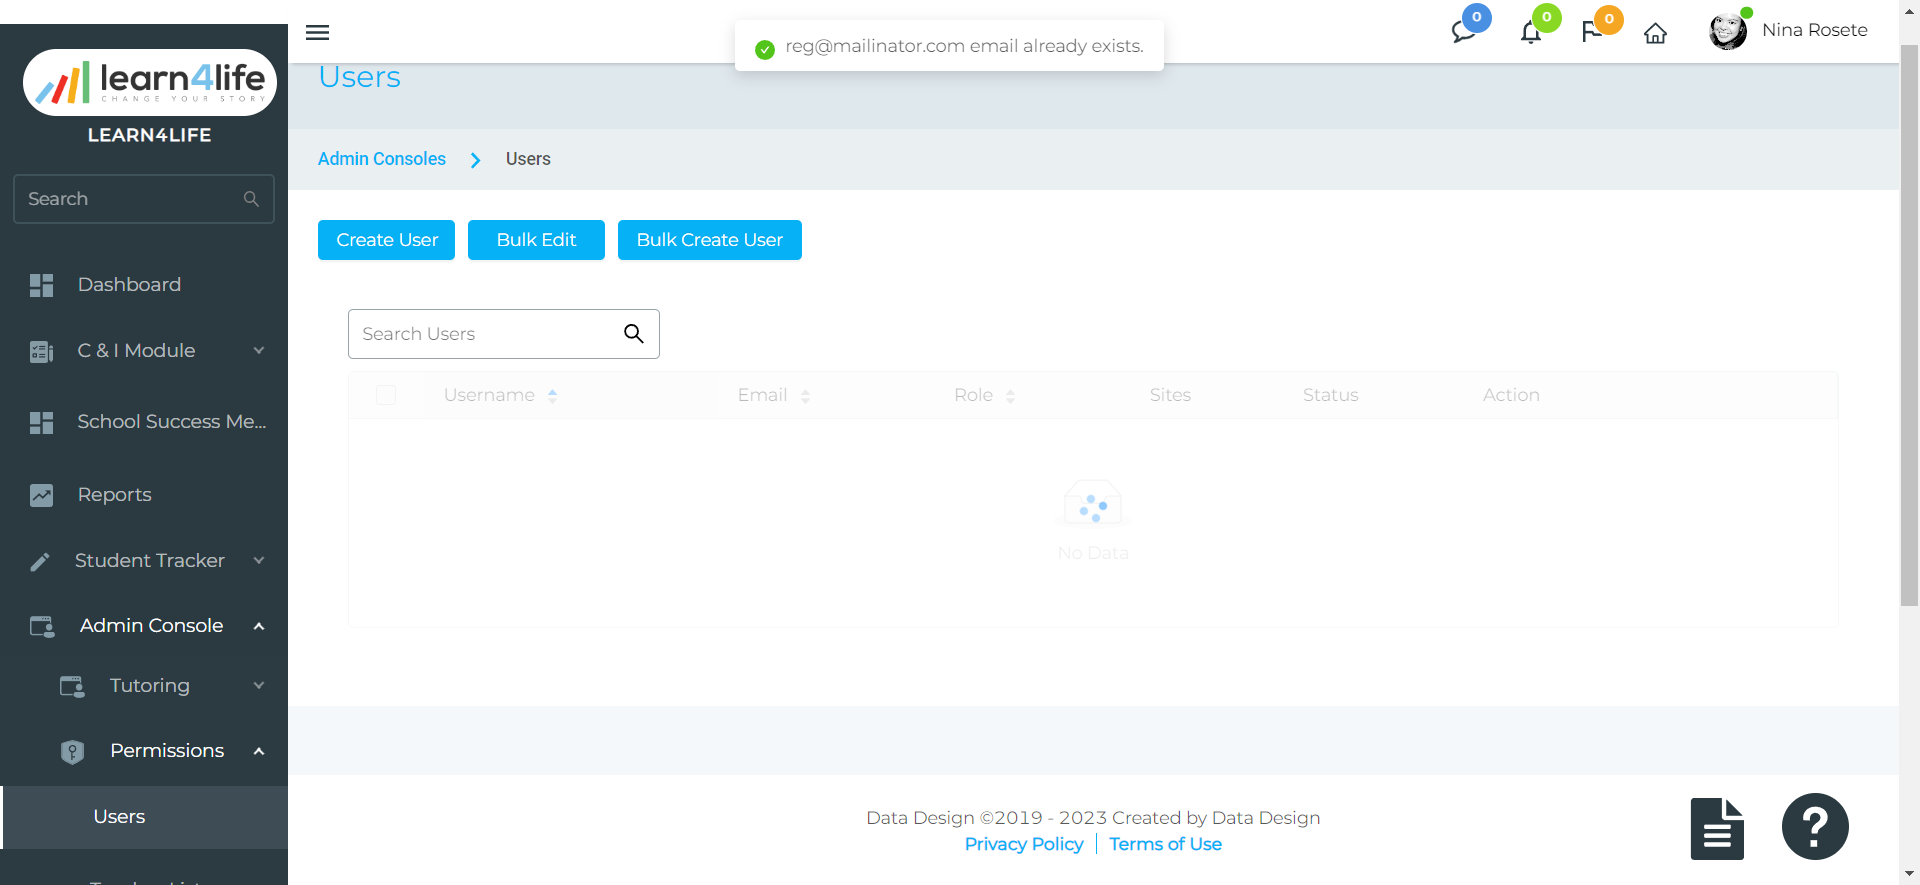 learn4life
CHANGE YOUR STORY
LEARN4LIFE
Search
Dashboard
C & I Module
School Success Me...
Reports
Student Tracker
Admin Console
Tutoring
Permissions
Users
reg@mailinator.com email already exists.
0
0
0
Nina Rosete
Users
Admin Consoles
Users
Create User
Bulk Edit
Bulk Create User
Search Users
Username
Email
Role
Sites
Status
Action
No Data
Data Design ©2019 - 2023 Created by Data Design
Privacy Policy
Terms of Use